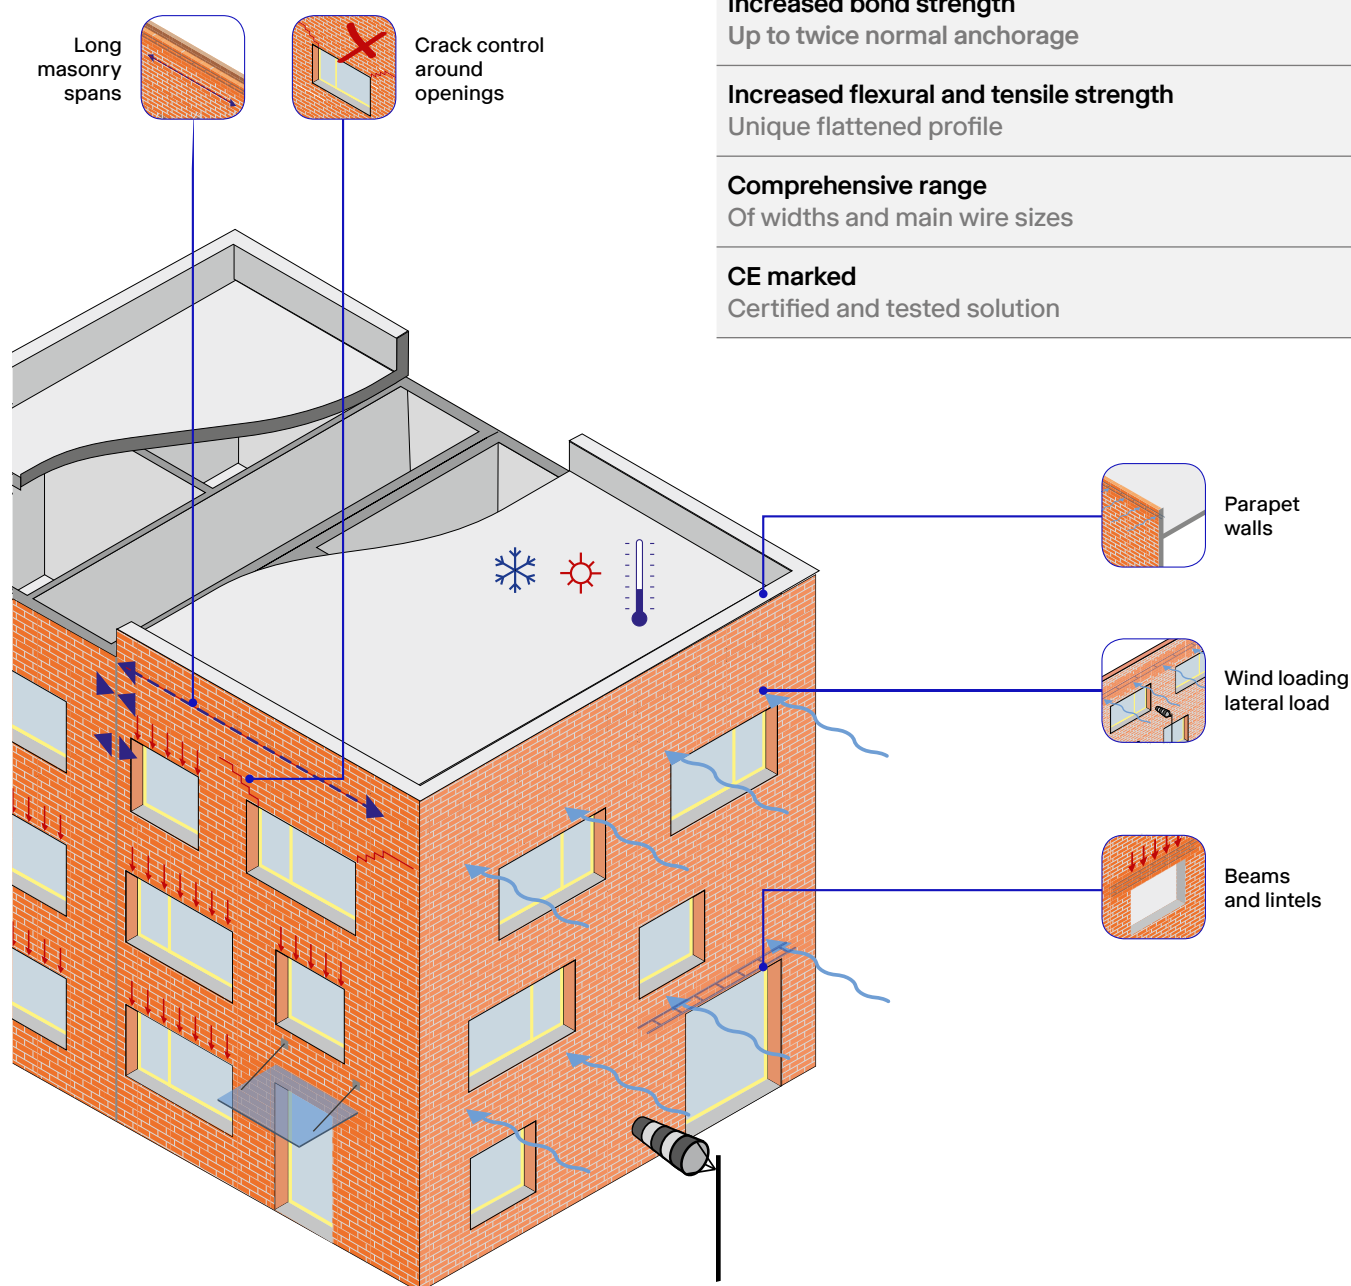 Long
masonry
spans
Crack control
around
openings
Increased bond strength
Up to twice normal anchorage
Increased flexural and tensile strength
Unique flattened profile
Comprehensive range
Of widths and main wire sizes
CE marked
Certified and tested solution
Parapet
walls
Wind loading
lateral load
Beams
and lintels